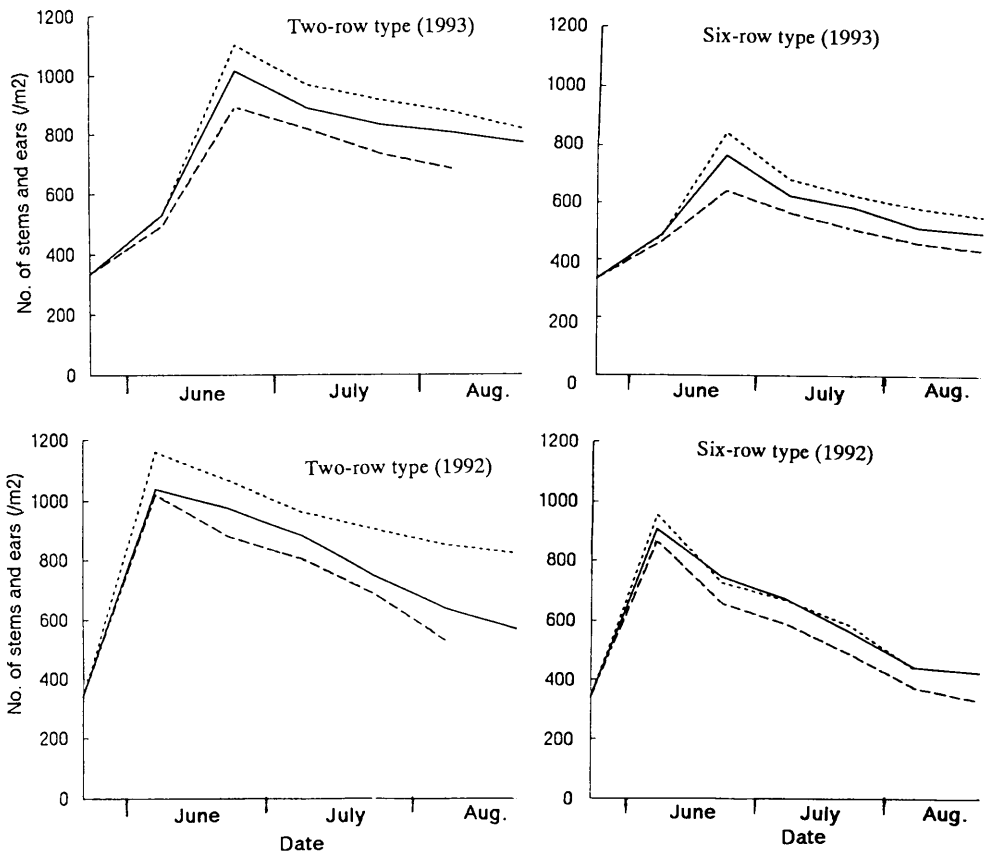 Two-row type (1993)
No. of stems and ears (/m2)
1200
1000
800
600
400
200
0
June July Aug.
Six-row type (1993)
1200
1000
800
600
400
200
0
June July Aug.
Two-row type (1992)
No. of stems and ears (/m2)
1200
1000
800
600
400
200
0
June July Aug.
Date
Six-row type (1992)
1200
1000
800
600
400
200
0
June July Aug.
Date